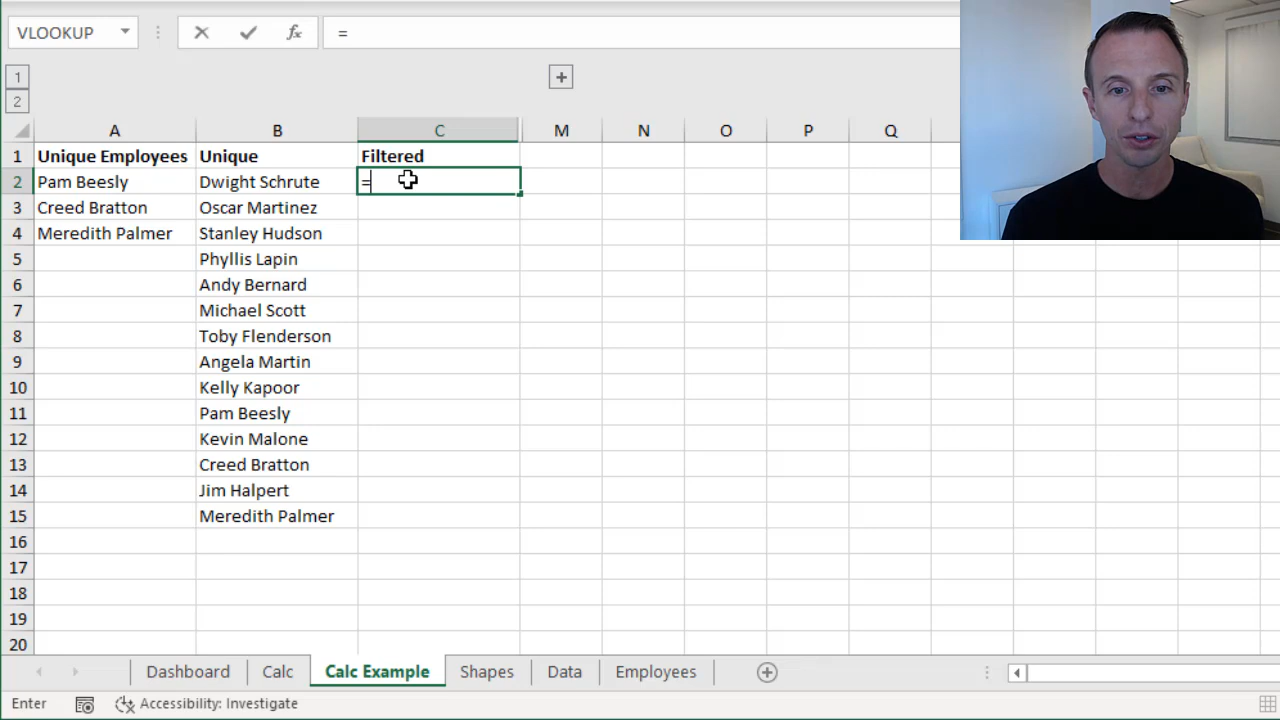 VLOOKUP fx =
1
2
A B C M N O P Q
1 Unique Employees Unique Filtered
2 Pam Beesly Dwight Schrute =
3 Creed Bratton Oscar Martinez
4 Meredith Palmer Stanley Hudson
5 Phyllis Lapin
6 Andy Bernard
7 Michael Scott
8 Toby Flenderson
9 Angela Martin
10 Kelly Kapoor
11 Pam Beesly
12 Kevin Malone
13 Creed Bratton
14 Jim Halpert
15 Meredith Palmer
16
17
18
19
20
Dashboard Calc Calc Example Shapes Data Employees
Enter Accessibility: Investigate